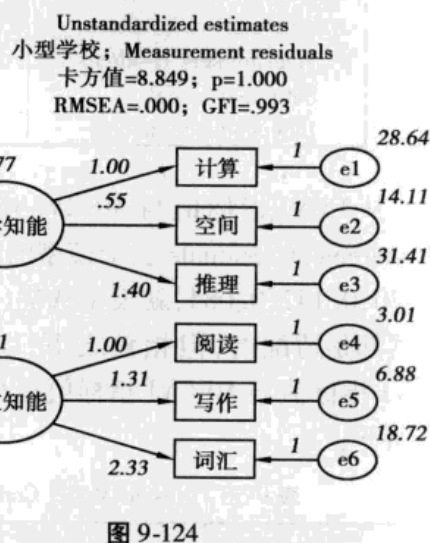 Unstandardized estimates
小型学校；Measurement residuals
卡方值=8.849；p=1.000
RMSEA=.000；GFI=.993
77
1.00
计算
1
e1
28.64
知能
.55
空间
1
e2
14.11
1.40
推理
1
e3
31.41
1
1.00
阅读
1
e4
3.01
知能
1.31
写作
1
e5
6.88
2.33
词汇
1
e6
18.72
图 9-124